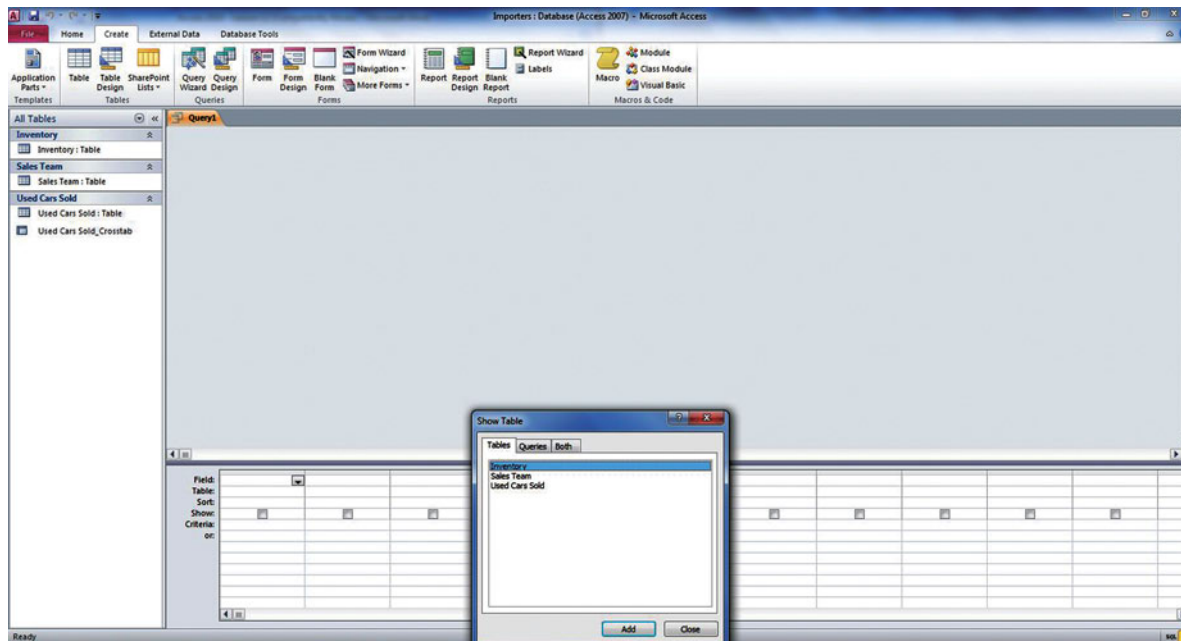 Importers : Database (Access 2007) - Microsoft Access
File Home Create External Data Database Tools
Application Parts
Table
Table Design
SharePoint Lists
Query Wizard
Query Design
Form
Form Design
Blank Form
Form Wizard
Navigation
More Forms
Report
Report Design
Blank Report
Report Wizard
Labels
Macro
Module
Class Module
Visual Basic
Templates Tables Queries Forms Reports Macros & Code
All Tables
Query1
Inventory
Inventory : Table
Sales Team
Sales Team : Table
Used Cars Sold
Used Cars Sold : Table
Used Cars Sold_Crosstab
Show Table
Tables Queries Both
Inventory
Sales Team
Used Cars Sold
Add Close
Field:
Table:
Sort:
Show:
Criteria:
or:
Ready
SQL